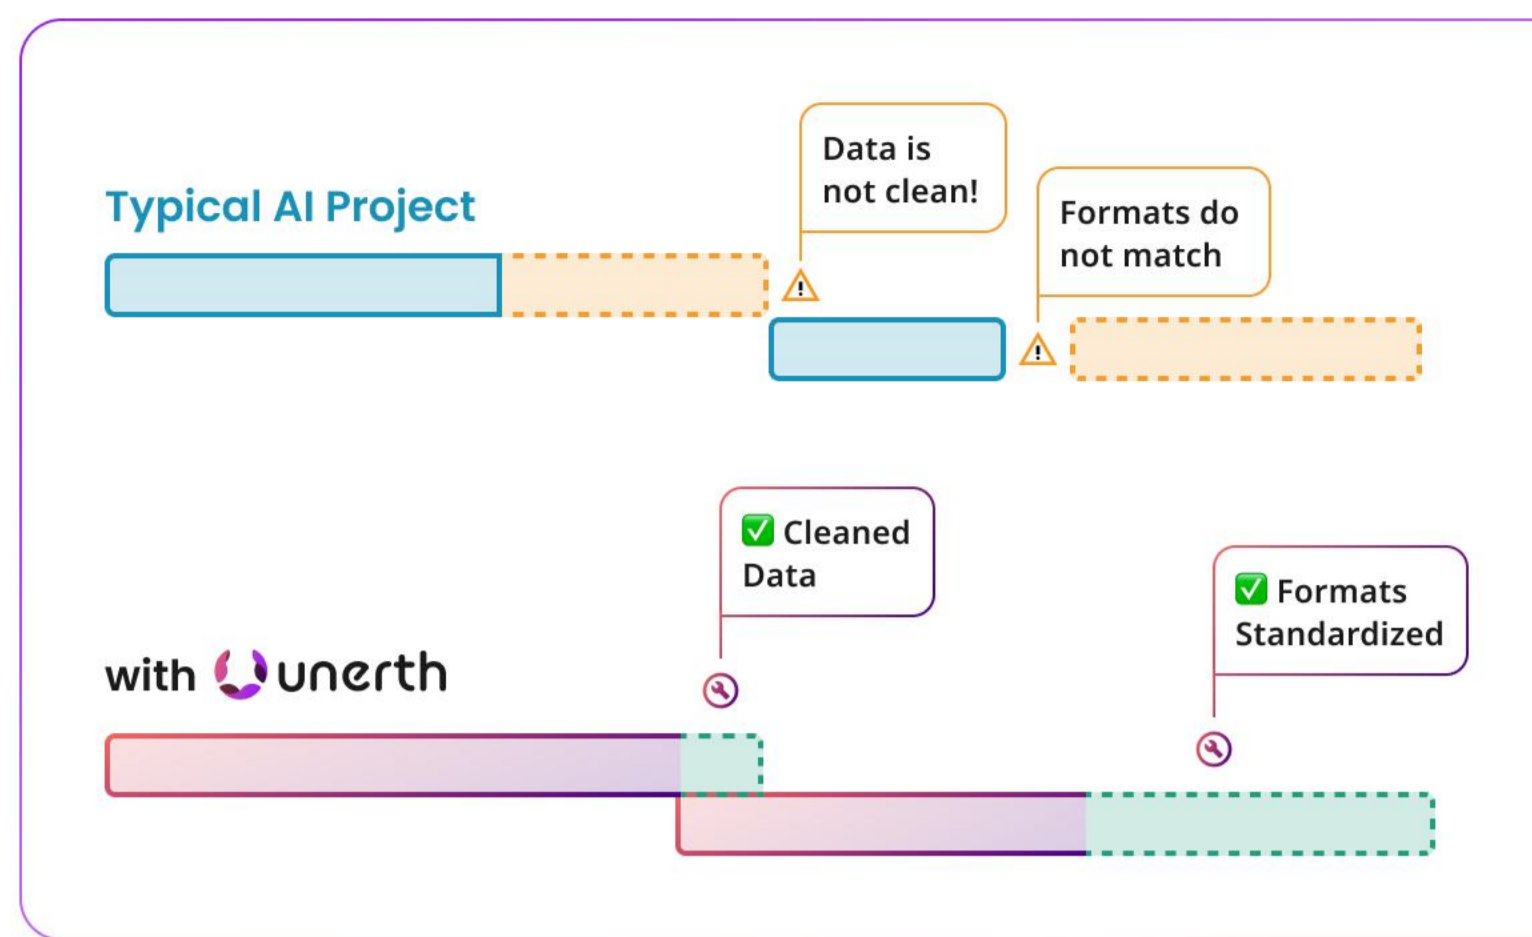 Data is
not clean!
Typical AI Project
Formats do
not match
✅ Cleaned
Data
✅ Formats
Standardized
with unerth